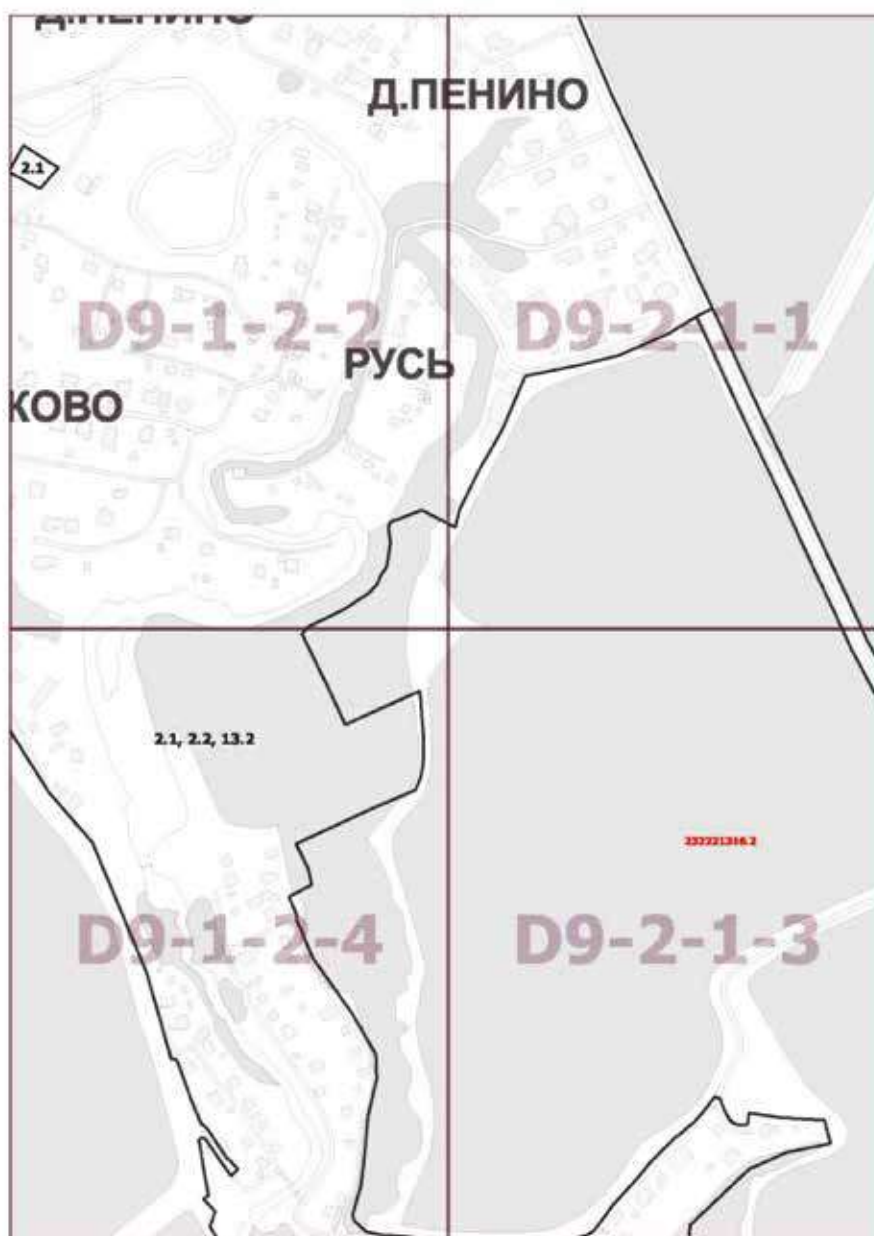 Д.ПЕНИНО
Д.ПЕНИНО
2.1
D9-1-2-2
D9-2-1-1
РУСЬ
КОВО
2.1, 2.2, 13.2
D9-1-2-4
D9-2-1-3